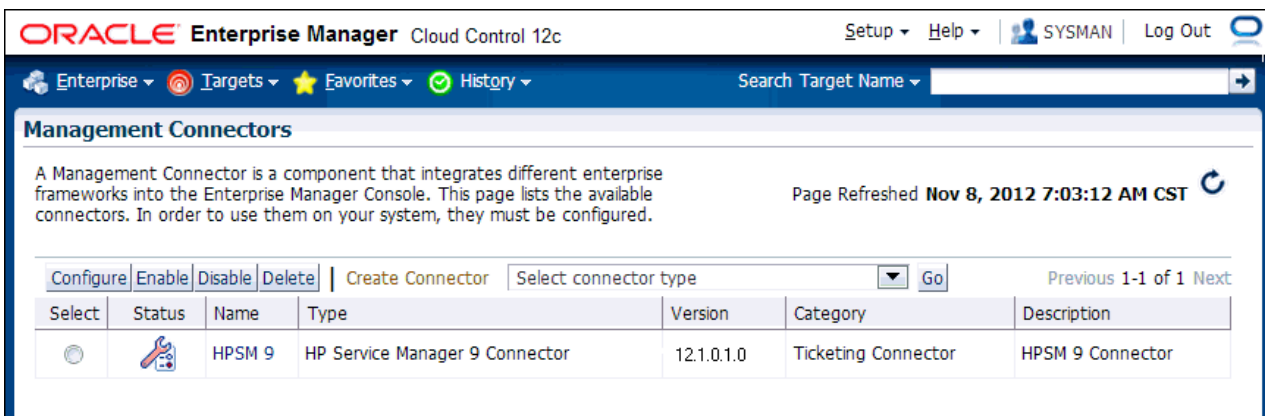 ORACLE Enterprise Manager Cloud Control 12c Setup Help SYSMAN Log Out
Enterprise Targets Favorites History Search Target Name
Management Connectors
A Management Connector is a component that integrates different enterprise
frameworks into the Enterprise Manager Console. This page lists the available
connectors. In order to use them on your system, they must be configured.
Page Refreshed Nov 8, 2012 7:03:12 AM CST
Configure Enable Disable Delete | Create Connector Select connector type Go Previous 1-1 of 1 Next
Select Status Name Type Version Category Description
HPSM 9 HP Service Manager 9 Connector 12.1.0.1.0 Ticketing Connector HPSM 9 Connector